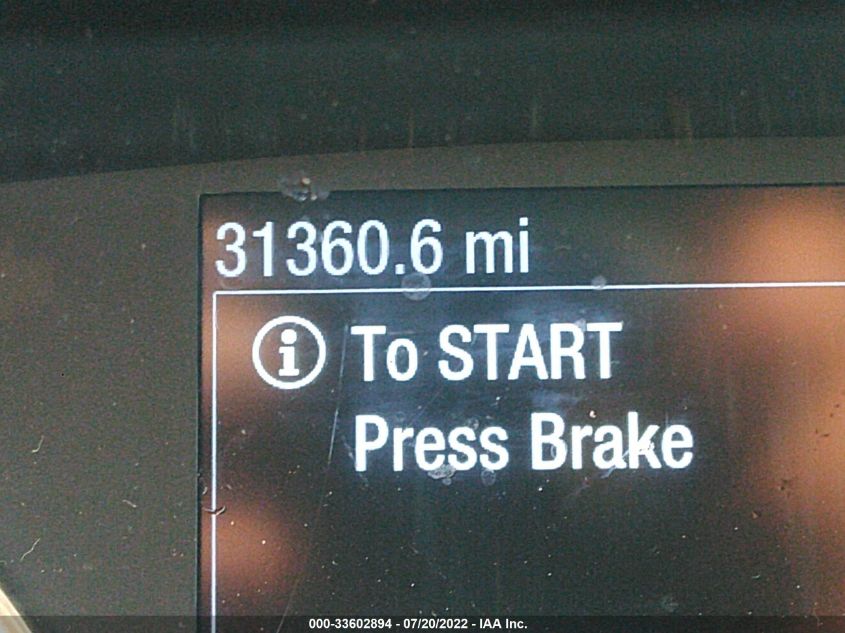 31360.6 mi
To START
Press Brake
000-33602894 - 07/20/2022 - IAA Inc.